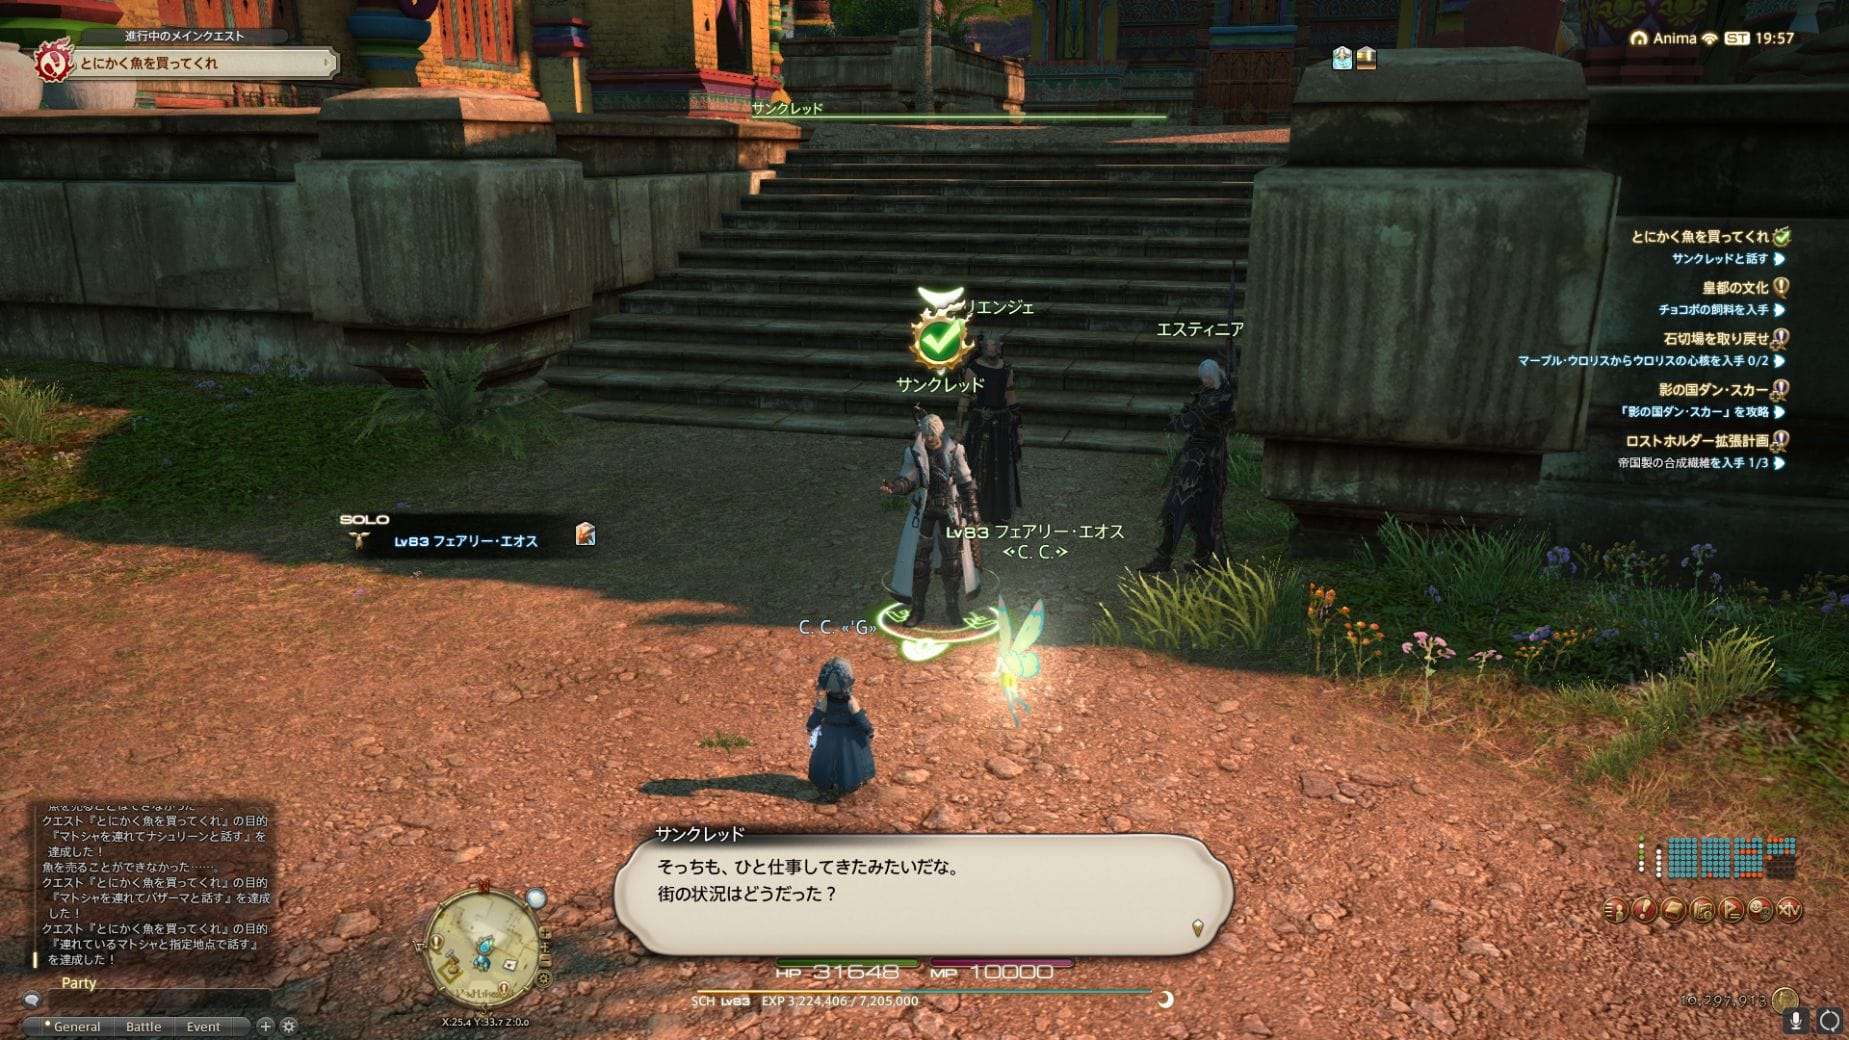 進行中のメインクエスト
とにかく魚を買ってくれ
Anima ST 19:57
サンクレッド
とにかく魚を買ってくれ
サンクレッドと話す
皇都の文化
チョコボの飼料を入手
石切場を取り戻せ
マーブル・ウロリスからウロリスの心核を入手 0/2
影の国ダン・スカー
「影の国ダン・スカー」を攻略
ロストホルダー拡張計画
帝国製の合成繊維を入手 1/3
リエンジェ
エスティニア
サンクレッド
SOLO
Lv83 フェアリー・エオス
Lv83 フェアリー・エオス
<C. C.>
C. C. «'G»
サンクレッド
そっちも、ひと仕事してきたみたいだな。
街の状況はどうだった？
魚を売ることはできなかった……。
クエスト『とにかく魚を買ってくれ』の目的
『マトシャを連れてナシュリーンと話す』を
達成した！
魚を売ることができなかった……。
クエスト『とにかく魚を買ってくれ』の目的
『マトシャを連れてバザーマと話す』を達成
した！
クエスト『とにかく魚を買ってくれ』の目的
『連れているマトシャと指定地点で話す』
を達成した！
Party
General Battle Event
X:25.4 Y:33.7 Z:0.0
HP 31648 MP 10000
SCH Lv83 EXP 3,224,406 / 7,205,000
10,297,913